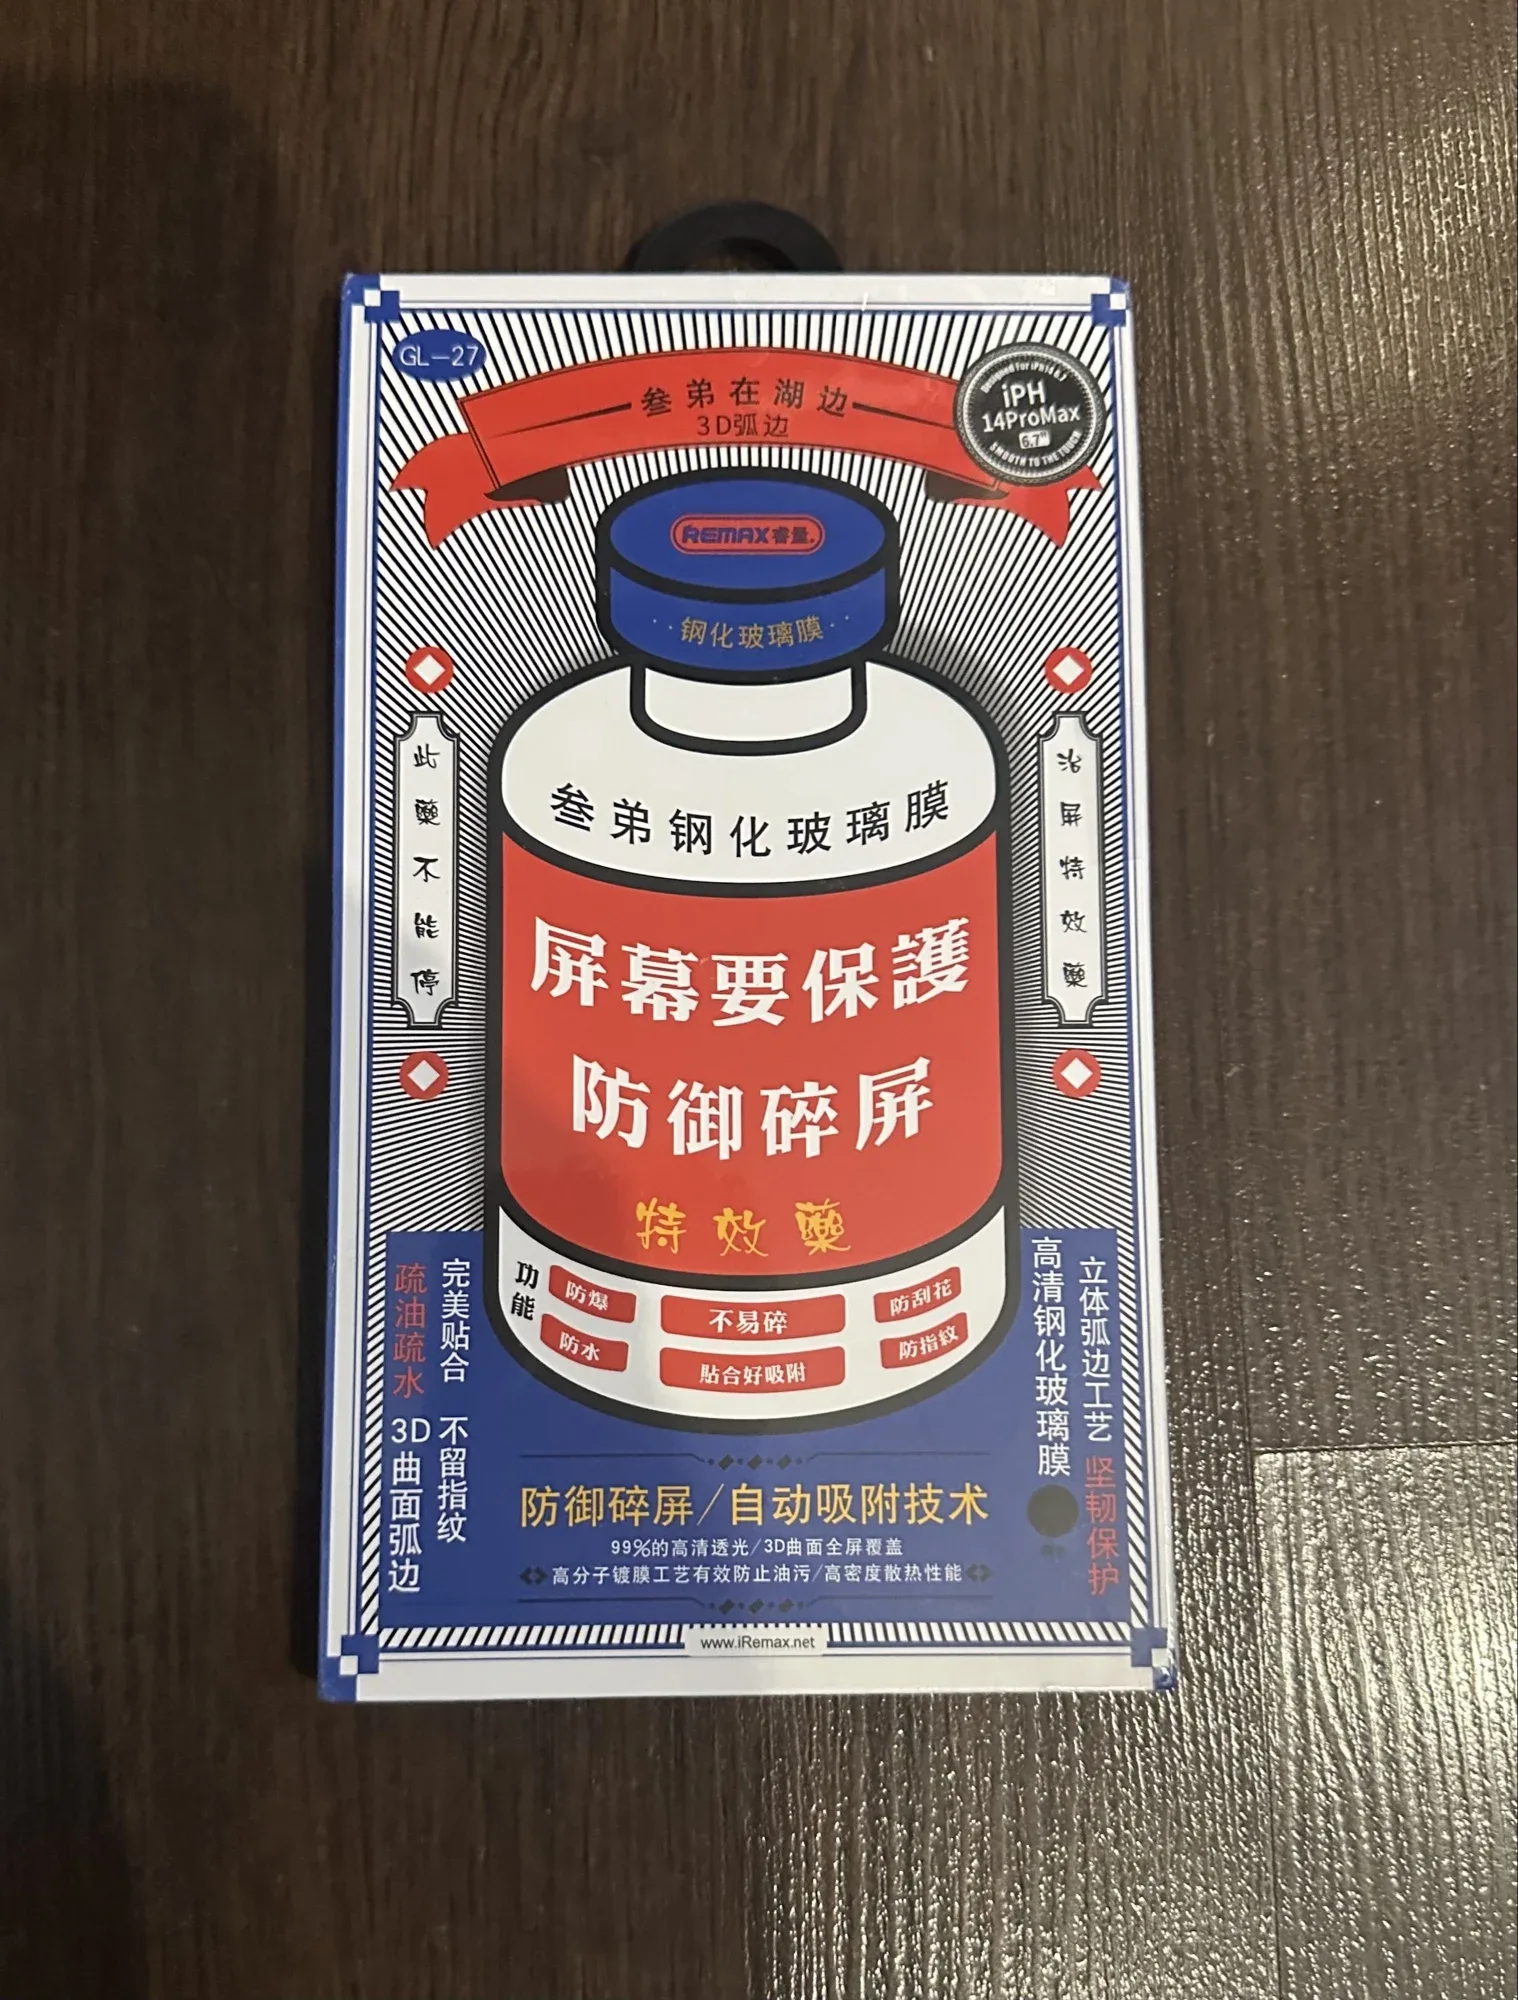 GL-27
叁弟在湖边
3D弧边
iPH
14ProMax
6.7"
SMOOTH TO THE TOUCH
REMAX睿量
钢化玻璃膜
此藥不能停
治屏特效藥
叁弟钢化玻璃膜
屏幕要保護
防御碎屏
特效藥
功能
防爆
不易碎
防刮花
防水
貼合好吸附
防指紋
完美贴合 不留指纹
疏油疏水 3D曲面弧边
立体弧边工艺 坚韧保护
高清钢化玻璃膜
防御碎屏/自动吸附技术
99%的高清透光/3D曲面全屏覆盖
高分子镀膜工艺有效防止油污/高密度散热性能
www.iRemax.net